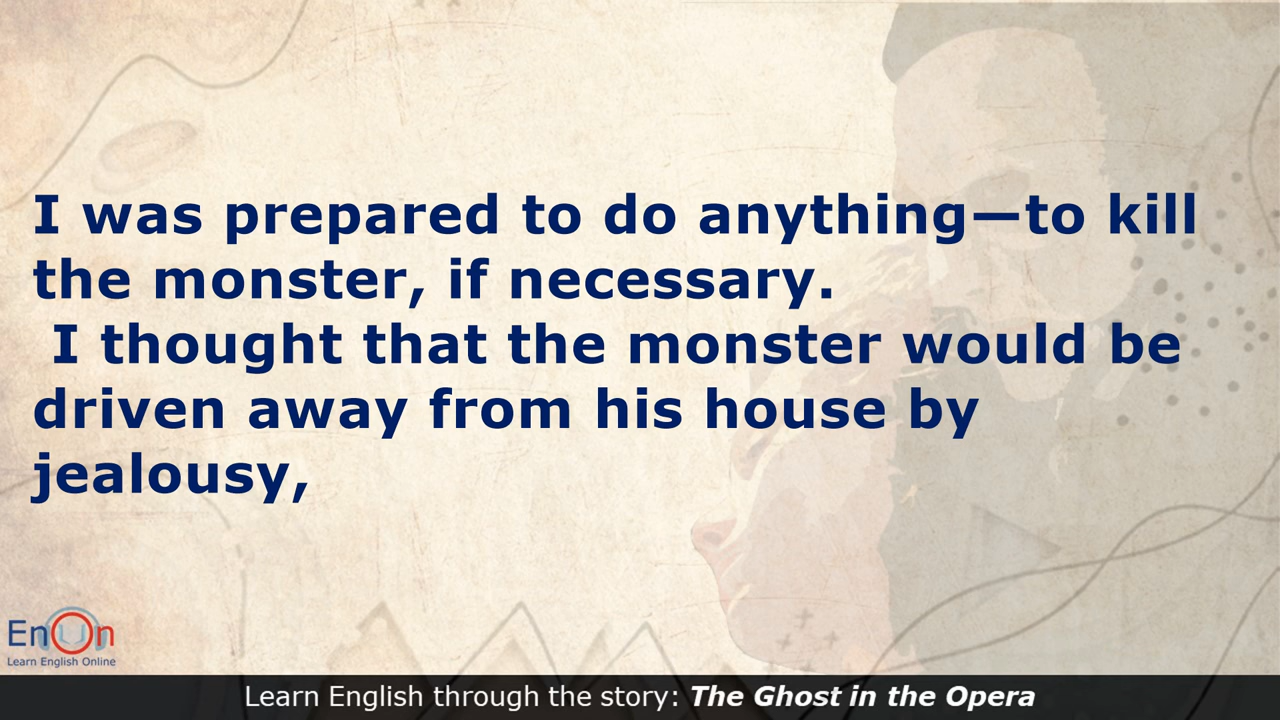 I was prepared to do anything—to kill
the monster, if necessary.
I thought that the monster would be
driven away from his house by
jealousy,
EnOn
Learn English Online
Learn English through the story: The Ghost in the Opera